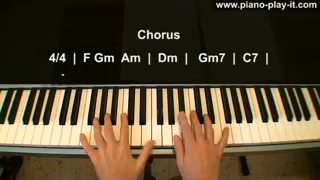 www.piano-play-it.com
Chorus
4/4 | F Gm Am | Dm | Gm7 | C7 |
-